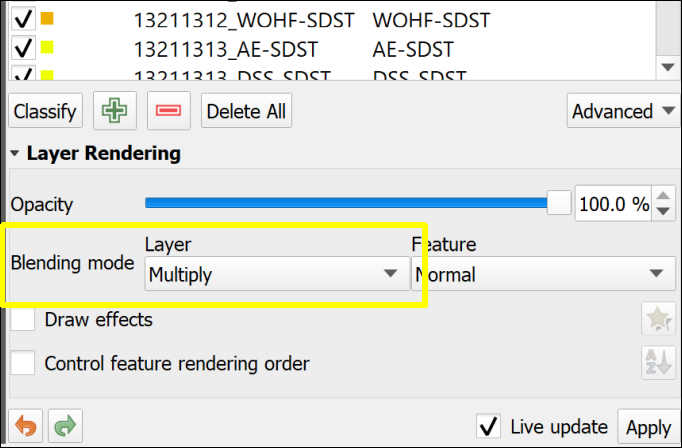 13211312_WOHF-SDST WOHF-SDST
13211313_AE-SDST AE-SDST
13211313_DSS-SDST DSS-SDST
Classify Delete All Advanced
Layer Rendering
Opacity 100.0 %
Layer Feature
Blending mode Multiply Normal
Draw effects
Control feature rendering order
A
Z
Live update Apply